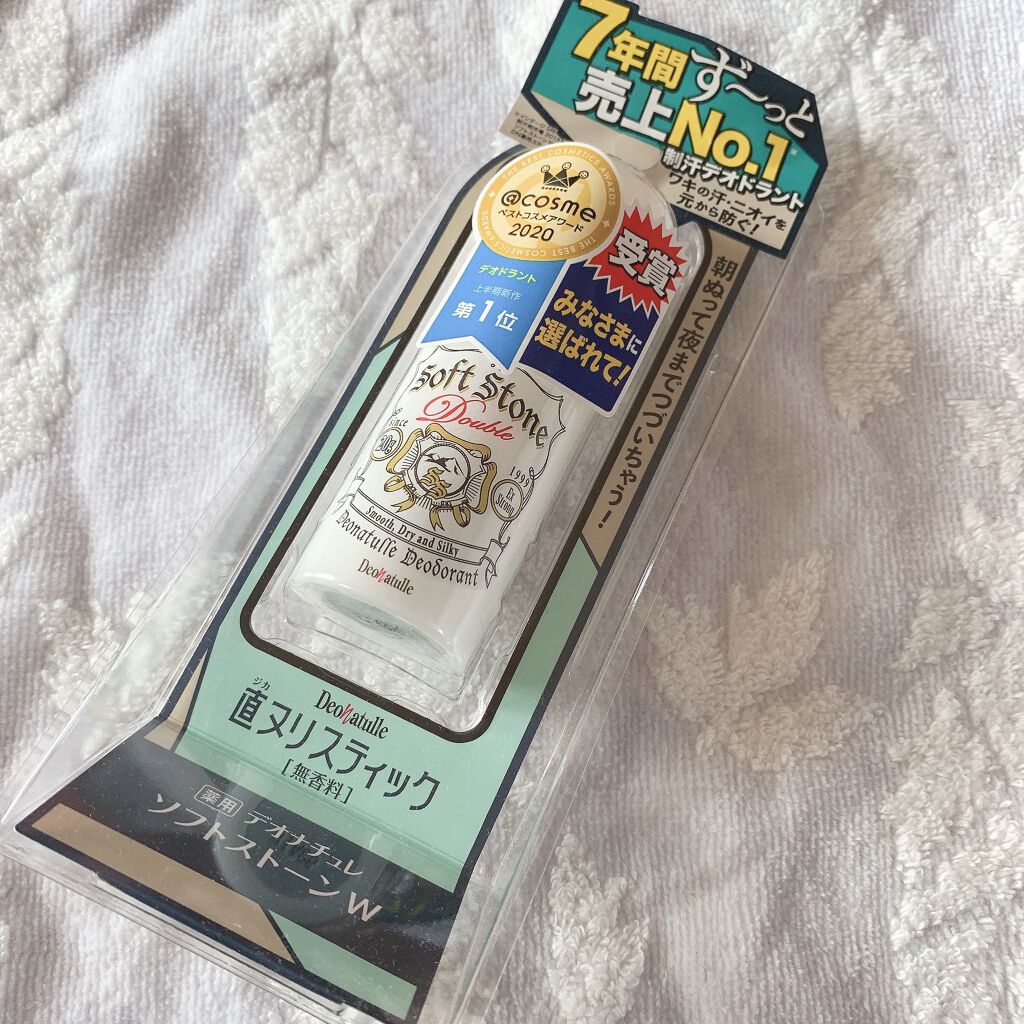 7年間ず〜っと
売上No.1※
制汗デオドラント
ワキの汗・ニオイを
元から防ぐ!
朝ぬって夜までつづいちゃう!
THE BEST COSMETICS AWARDS
@cosme
ベストコスメアワード
2020
THE BEST COSMETICS AWARDS
デオドラント
上半期新作
第1位
受賞
みなさまに
選ばれて!
Soft Stone
Double
since
1999
Ex
Strong
Smooth, Dry and Silky
Deonatulle Deodorant
Deonatulle
Deonatulle
ジカ
直ヌリスティック
[無香料]
薬用 デオナチュレ
ソフトストーンW